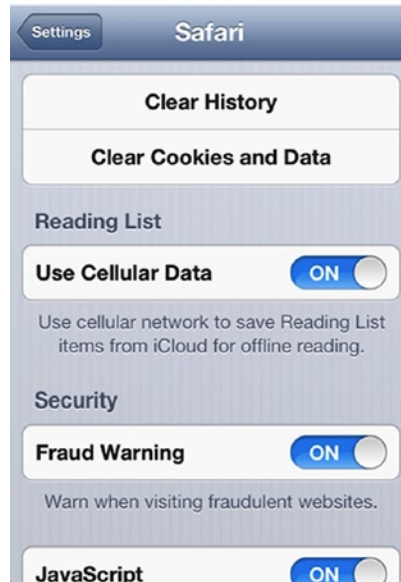 Settings
Safari
Clear History
Clear Cookies and Data
Reading List
Use Cellular Data
ON
Use cellular network to save Reading List
items from iCloud for offline reading.
Security
Fraud Warning
ON
Warn when visiting fraudulent websites.
JavaScript
ON